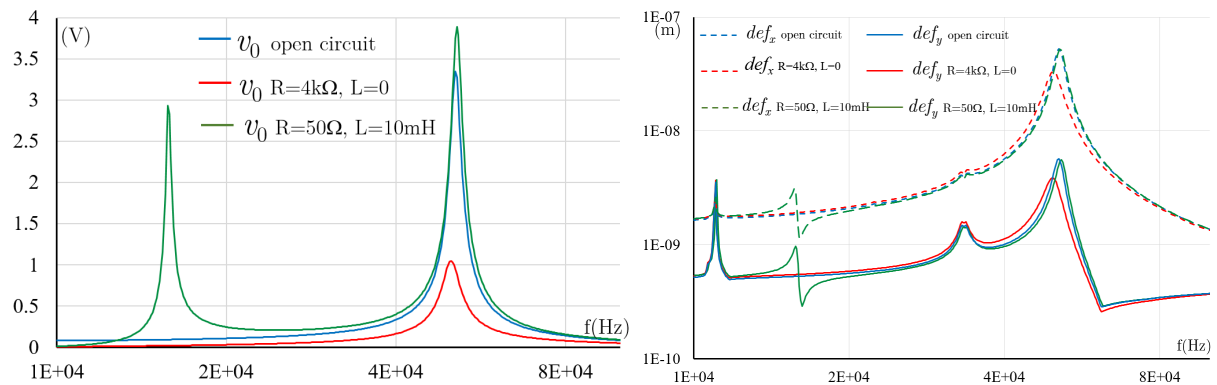 4
(V)
3.5
3
2.5
2
1.5
1
0.5
0
v0 open circuit
v0 R=4kΩ, L=0
v0 R=50Ω, L=10mH
f(Hz)
1E+04 2E+04 4E+04 8E+04
1E-07
(m)
1E-08
1E-09
1E-10
defx open circuit defy open circuit
defx R=4kΩ, L=0 defy R=4kΩ, L=0
defx R=50Ω, L=10mH defy R=50Ω, L=10mH
f(Hz)
1E+04 2E+04 4E+04 8E+04